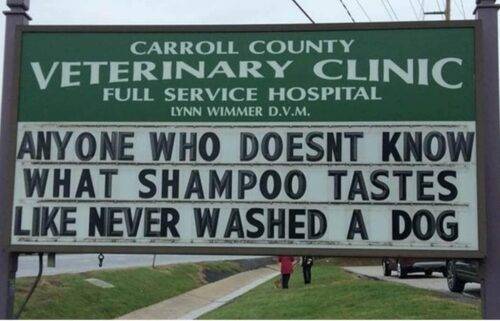 CARROLL COUNTY
VETERINARY CLINIC
FULL SERVICE HOSPITAL
LYNN WIMMER D.V.M.
ANYONE WHO DOESNT KNOW
WHAT SHAMPOO TASTES
LIKE NEVER WASHED A DOG